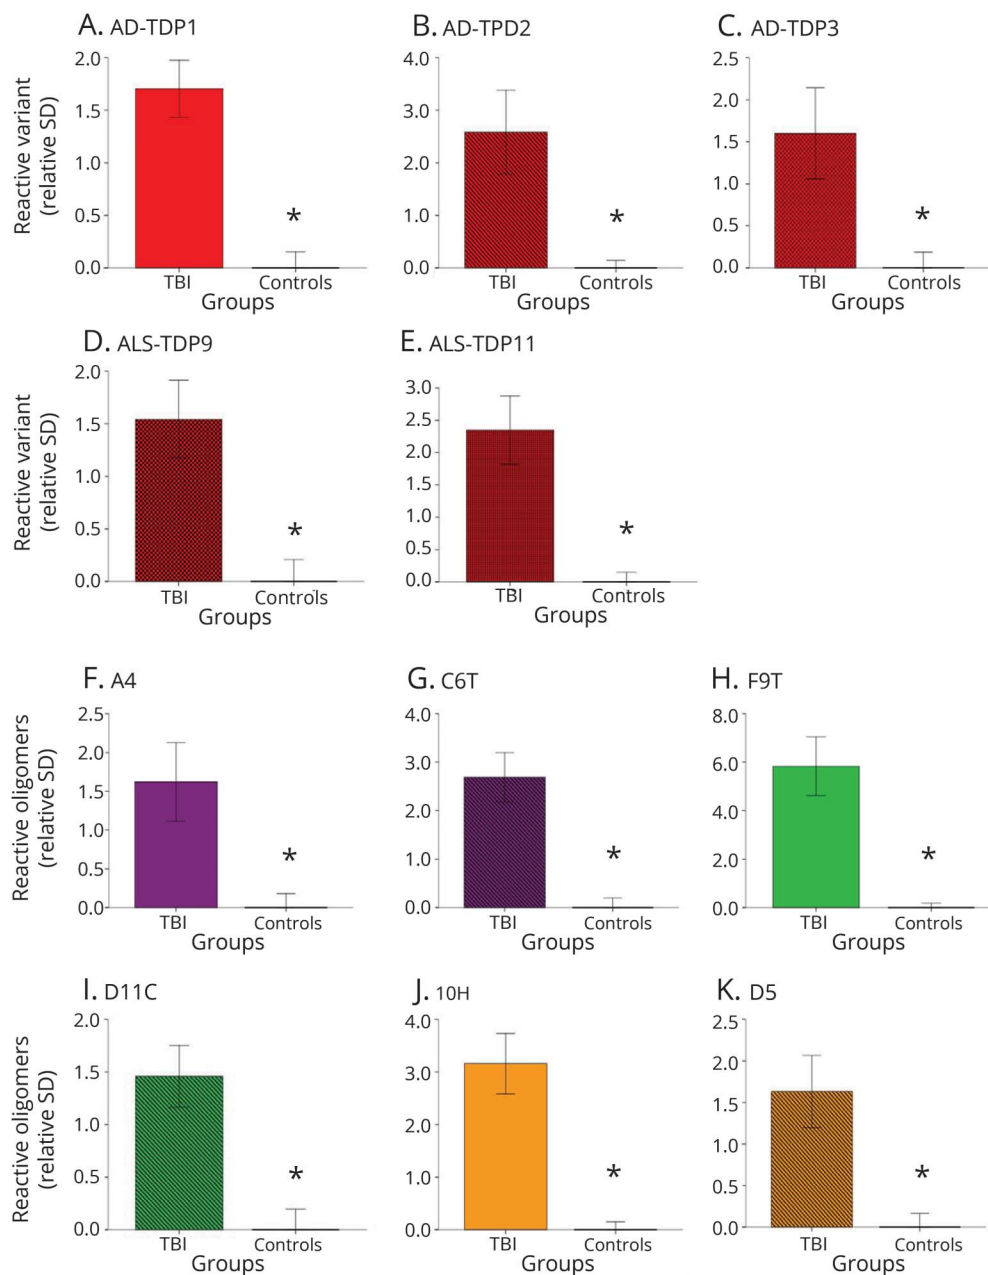 A. AD-TDP1
B. AD-TPD2
C. AD-TDP3
Reactive variant
(relative SD)
2.0
1.5
1.0
0.5
0.0
*
TBI
Controls
Groups
4.0
3.0
2.0
1.0
0.0
*
TBI
Controls
Groups
2.5
2.0
1.5
1.0
0.5
0.0
*
TBI
Controls
Groups
D. ALS-TDP9
E. ALS-TDP11
Reactive variant
(relative SD)
2.0
1.5
1.0
0.5
0.0
*
TBI
Controls
Groups
3.0
2.5
2.0
1.5
1.0
0.5
0.0
*
TBI
Controls
Groups
F. A4
G. C6T
H. F9T
Reactive oligomers
(relative SD)
2.5
2.0
1.5
1.0
0.5
0.0
*
TBI
Controls
Groups
4.0
3.0
2.0
1.0
0.0
*
TBI
Controls
Groups
8.0
6.0
4.0
2.0
0.0
*
TBI
Controls
Groups
I. D11C
J. 10H
K. D5
Reactive oligomers
(relative SD)
2.0
1.5
1.0
0.5
0.0
*
TBI
Controls
Groups
4.0
3.0
2.0
1.0
0.0
*
TBI
Controls
Groups
2.5
2.0
1.5
1.0
0.5
0.0
*
TBI
Controls
Groups